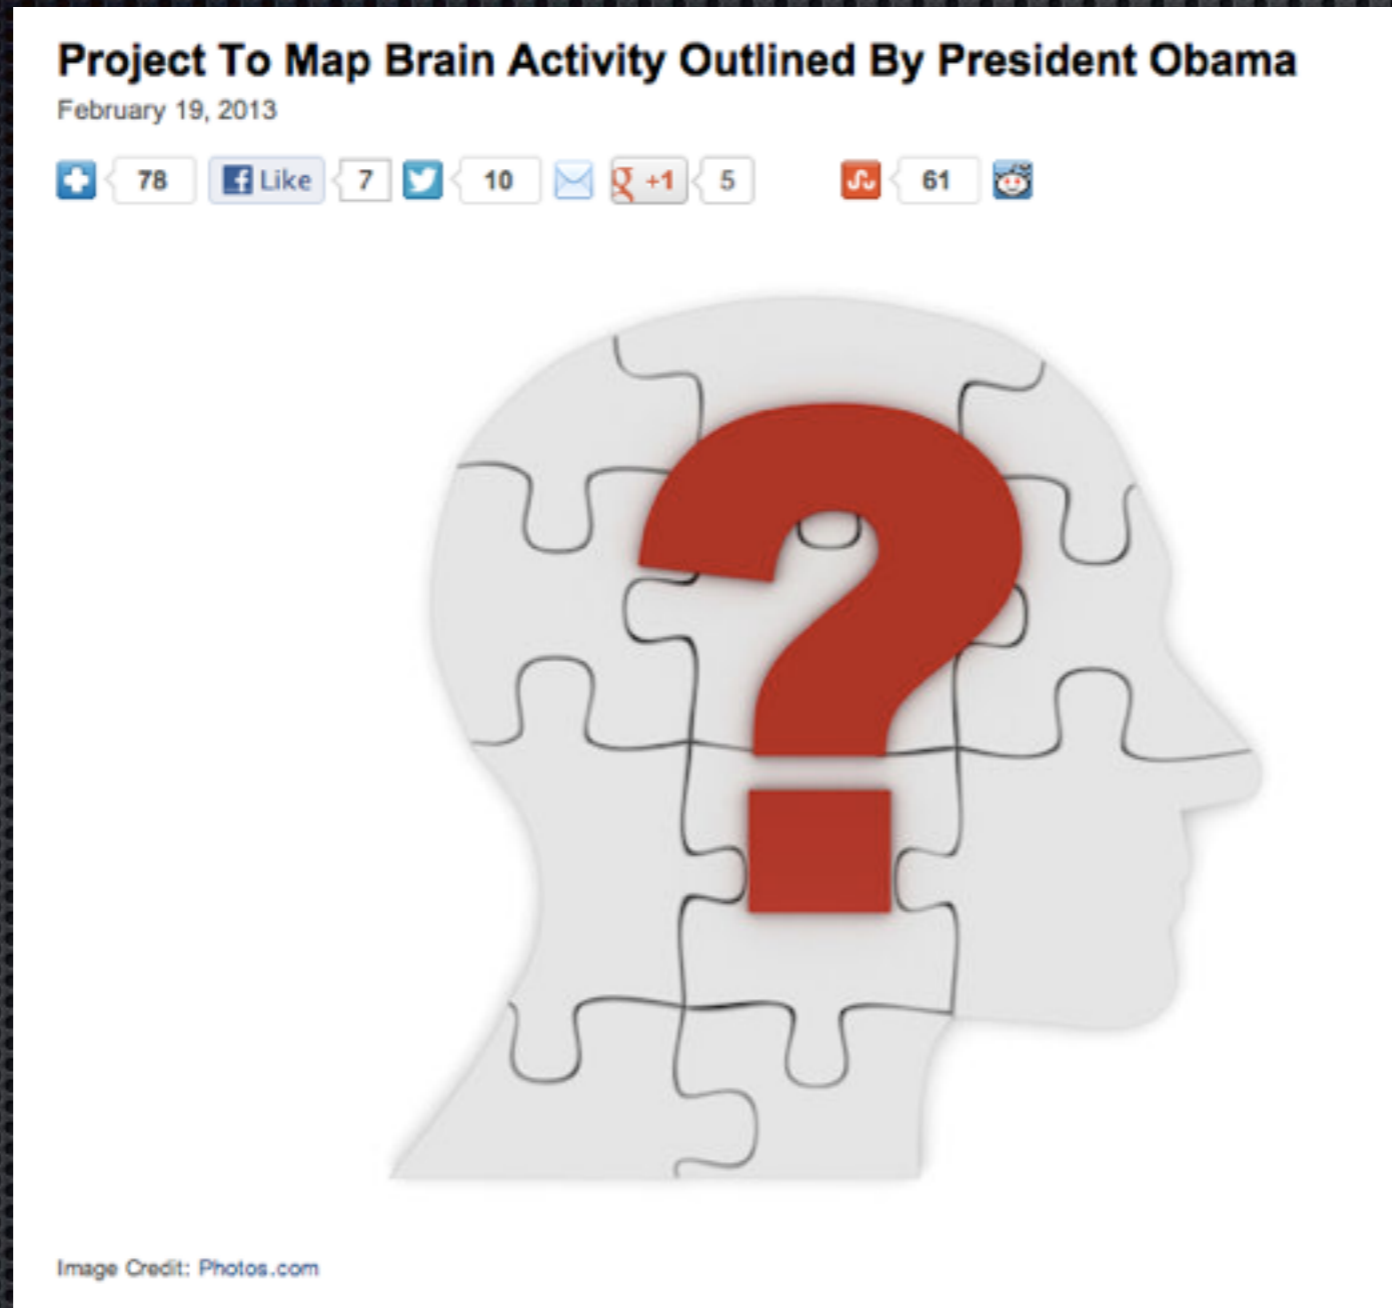 Project To Map Brain Activity Outlined By President Obama
February 19, 2013
78 Like 7 10 +1 5 61
?
Image Credit: Photos.com